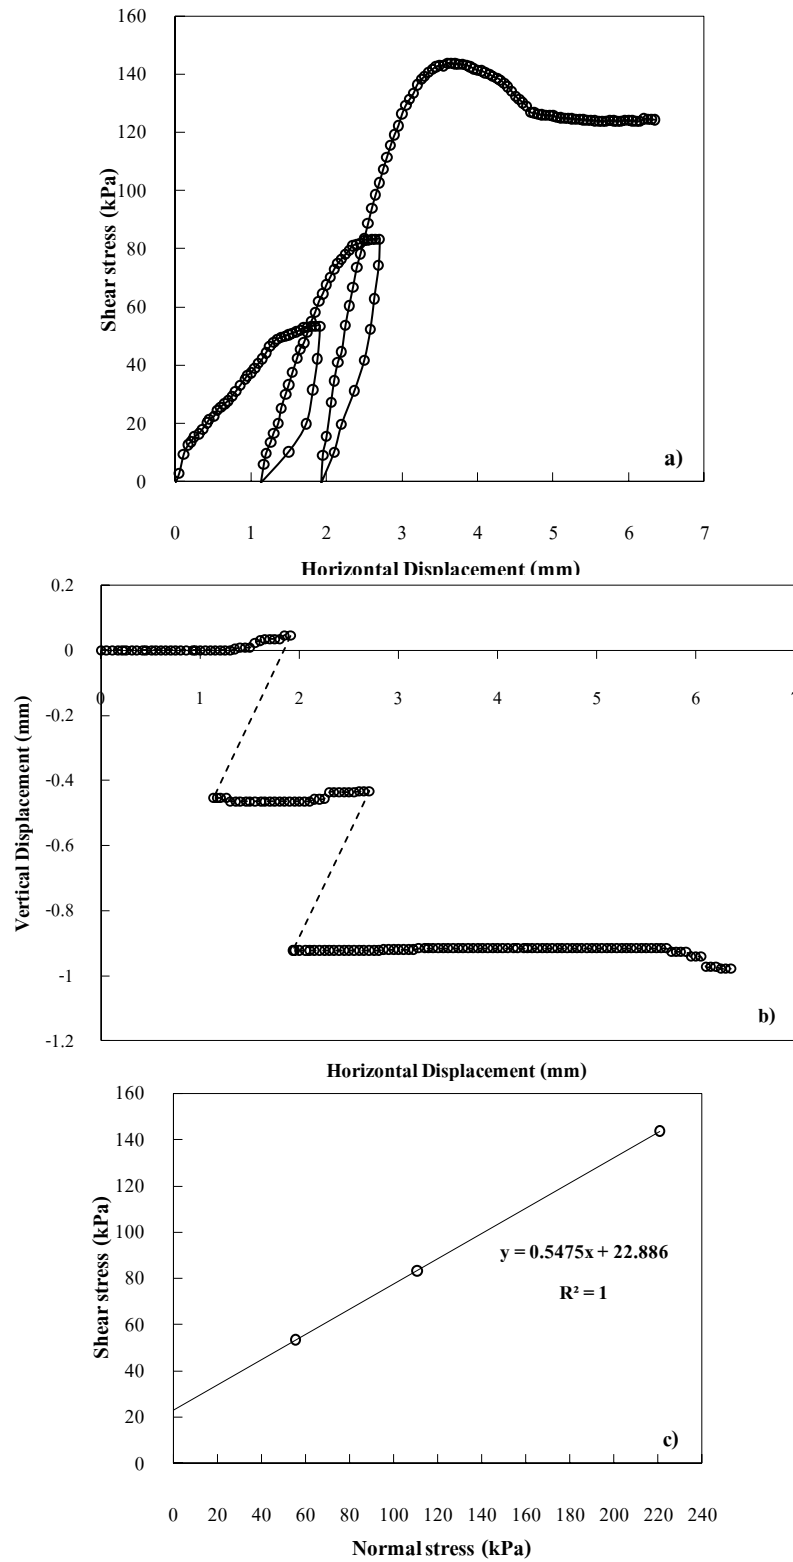 160
140
120
100
80
60
40
20
0
Shear stress (kPa)
a)
0 1 2 3 4 5 6 7
Horizontal Displacement (mm)
0.2
0
-0.2
-0.4
-0.6
-0.8
-1
-1.2
Vertical Displacement (mm)
0 1 2 3 4 5 6 7
b)
Horizontal Displacement (mm)
160
140
120
100
80
60
40
20
0
Shear stress (kPa)
y = 0.5475x + 22.886
R² = 1
c)
0 20 40 60 80 100 120 140 160 180 200 220 240
Normal stress (kPa)